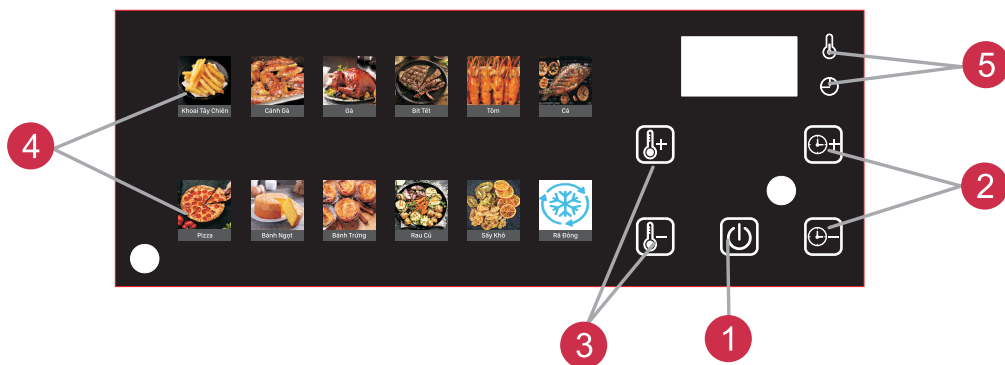 5
Khoai Tây Chiên
Cánh Gà
Gà
Bít Tết
Tôm
Cá
4
2
Pizza
Bánh Ngọt
Bánh Trứng
Rau Củ
Sấy Khô
Rã Đông
3
1